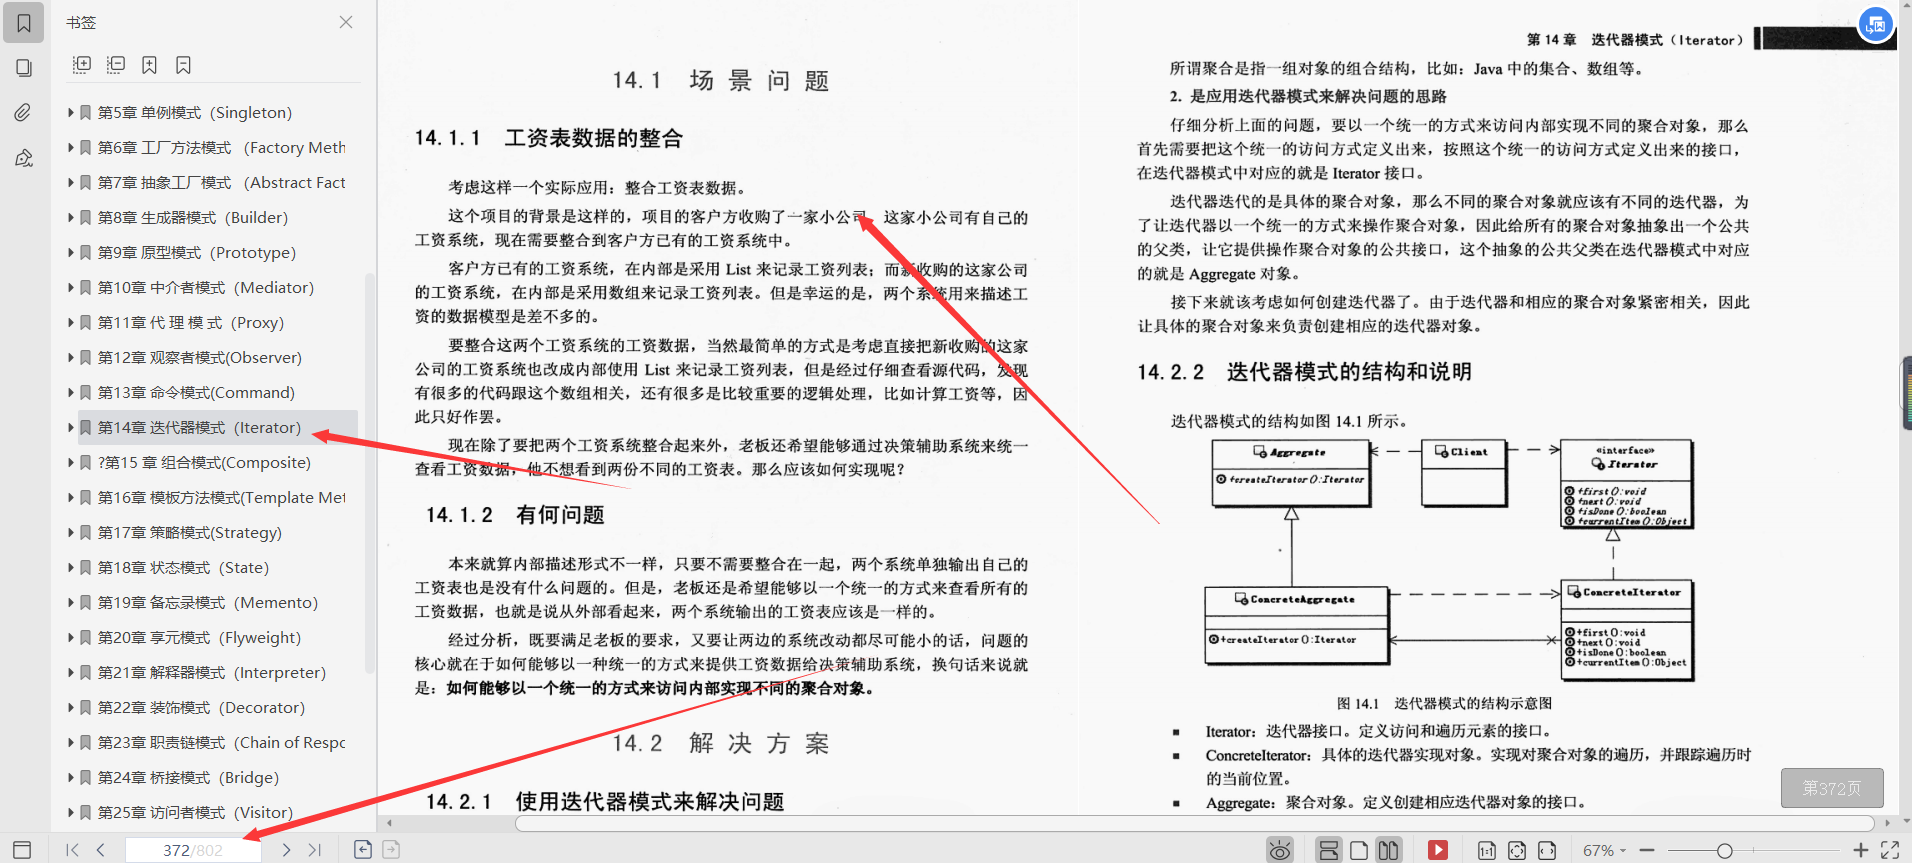 书签
第5章 单例模式（Singleton）
第6章 工厂方法模式 （Factory Meth
第7章 抽象工厂模式 （Abstract Fact
第8章 生成器模式（Builder）
第9章 原型模式（Prototype）
第10章 中介者模式（Mediator）
第11章 代 理 模 式（Proxy）
第12章 观察者模式(Observer)
第13章 命令模式(Command)
第14章 迭代器模式（Iterator）
?第15 章 组合模式(Composite)
第16章 模板方法模式(Template Met
第17章 策略模式(Strategy)
第18章 状态模式（State）
第19章 备忘录模式（Memento）
第20章 享元模式（Flyweight）
第21章 解释器模式（Interpreter）
第22章 装饰模式（Decorator）
第23章 职责链模式（Chain of Respo
第24章 桥接模式（Bridge）
第25章 访问者模式（Visitor）
14.1 场 景 问 题
14.1.1 工资表数据的整合
考虑这样一个实际应用：整合工资表数据。
这个项目的背景是这样的，项目的客户方收购了一家小公司，这家小公司有自己的
工资系统，现在需要整合到客户方已有的工资系统中。
客户方已有的工资系统，在内部是采用 List 来记录工资列表；而新收购的这家公司
的工资系统，在内部是采用数组来记录工资列表。但是幸运的是，两个系统用来描述工
资的数据模型是差不多的。
要整合这两个工资系统的工资数据，当然最简单的方式是考虑直接把新收购的这家
公司的工资系统也改成内部使用 List 来记录工资列表，但是经过仔细查看源代码，发现
有很多的代码跟这个数组相关，还有很多是比较重要的逻辑处理，比如计算工资等，因
此只好作罢。
现在除了要把两个工资系统整合起来外，老板还希望能够通过决策辅助系统来统一
查看工资数据，他不想看到两份不同的工资表。那么应该如何实现呢？
14.1.2 有何问题
本来就算内部描述形式不一样，只要不需要整合在一起，两个系统单独输出自己的
工资表也是没有什么问题的。但是，老板还是希望能够以一个统一的方式来查看所有的
工资数据，也就是说从外部看起来，两个系统输出的工资表应该是一样的。
经过分析，既要满足老板的要求，又要让两边的系统改动都尽可能小的话，问题的
核心就在于如何能够以一种统一的方式来提供工资数据给决策辅助系统，换句话来说就
是：如何能够以一个统一的方式来访问内部实现不同的聚合对象。
14.2 解 决 方 案
14.2.1 使用迭代器模式来解决问题
第 14 章 迭代器模式（Iterator）
所谓聚合是指一组对象的组合结构，比如：Java 中的集合、数组等。
2. 是应用迭代器模式来解决问题的思路
仔细分析上面的问题，要以一个统一的方式来访问内部实现不同的聚合对象，那么
首先需要把这个统一的访问方式定义出来，按照这个统一的访问方式定义出来的接口，
在迭代器模式中对应的就是 Iterator 接口。
迭代器迭代的是具体的聚合对象，那么不同的聚合对象就应该有不同的迭代器，为
了让迭代器以一个统一的方式来操作聚合对象，因此给所有的聚合对象抽象出一个公共
的父类，让它提供操作聚合对象的公共接口，这个抽象的公共父类在迭代器模式中对应
的就是 Aggregate 对象。
接下来就该考虑如何创建迭代器了。由于迭代器和相应的聚合对象紧密相关，因此
让具体的聚合对象来负责创建相应的迭代器对象。
14.2.2 迭代器模式的结构和说明
迭代器模式的结构如图 14.1 所示。
Aggregate
+createIterator():Iterator
Client
«interface»
Iterator
+first():void
+next():void
+isDone():boolean
+currentItem():Object
ConcreteAggregate
+createIterator():Iterator
ConcreteIterator
+first():void
+next():void
+isDone():boolean
+currentItem():Object
图 14.1 迭代器模式的结构示意图
■ Iterator：迭代器接口。定义访问和遍历元素的接口。
■ ConcreteIterator：具体的迭代器实现对象。实现对聚合对象的遍历，并跟踪遍历时
的当前位置。
■ Aggregate：聚合对象。定义创建相应迭代器对象的接口。
第372页
372/802
1:1
67%